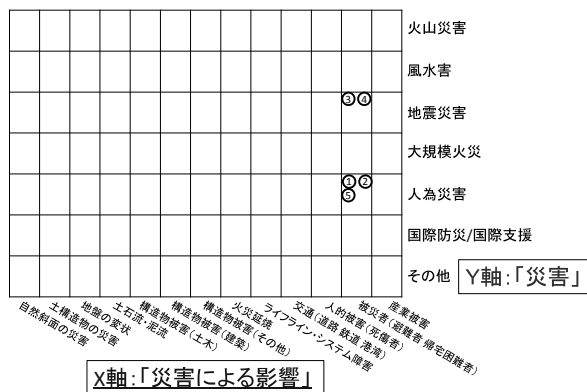 火山災害
風水害
③ ④
地震災害
大規模火災
① ②
⑤
人為災害
国際防災/国際支援
その他
Y軸:「災害」
自然斜面の災害
土構造物の災害
地盤の変状
土石流・泥流
構造物被害(土木)
構造物被害(建築)
構造物被害(その他)
火災延焼
ライフライン・システム障害
交通(道路 鉄道 港湾)
人的被害(死傷者)
被災者(避難者 帰宅困難者)
産業被害
X軸:「災害による影響」